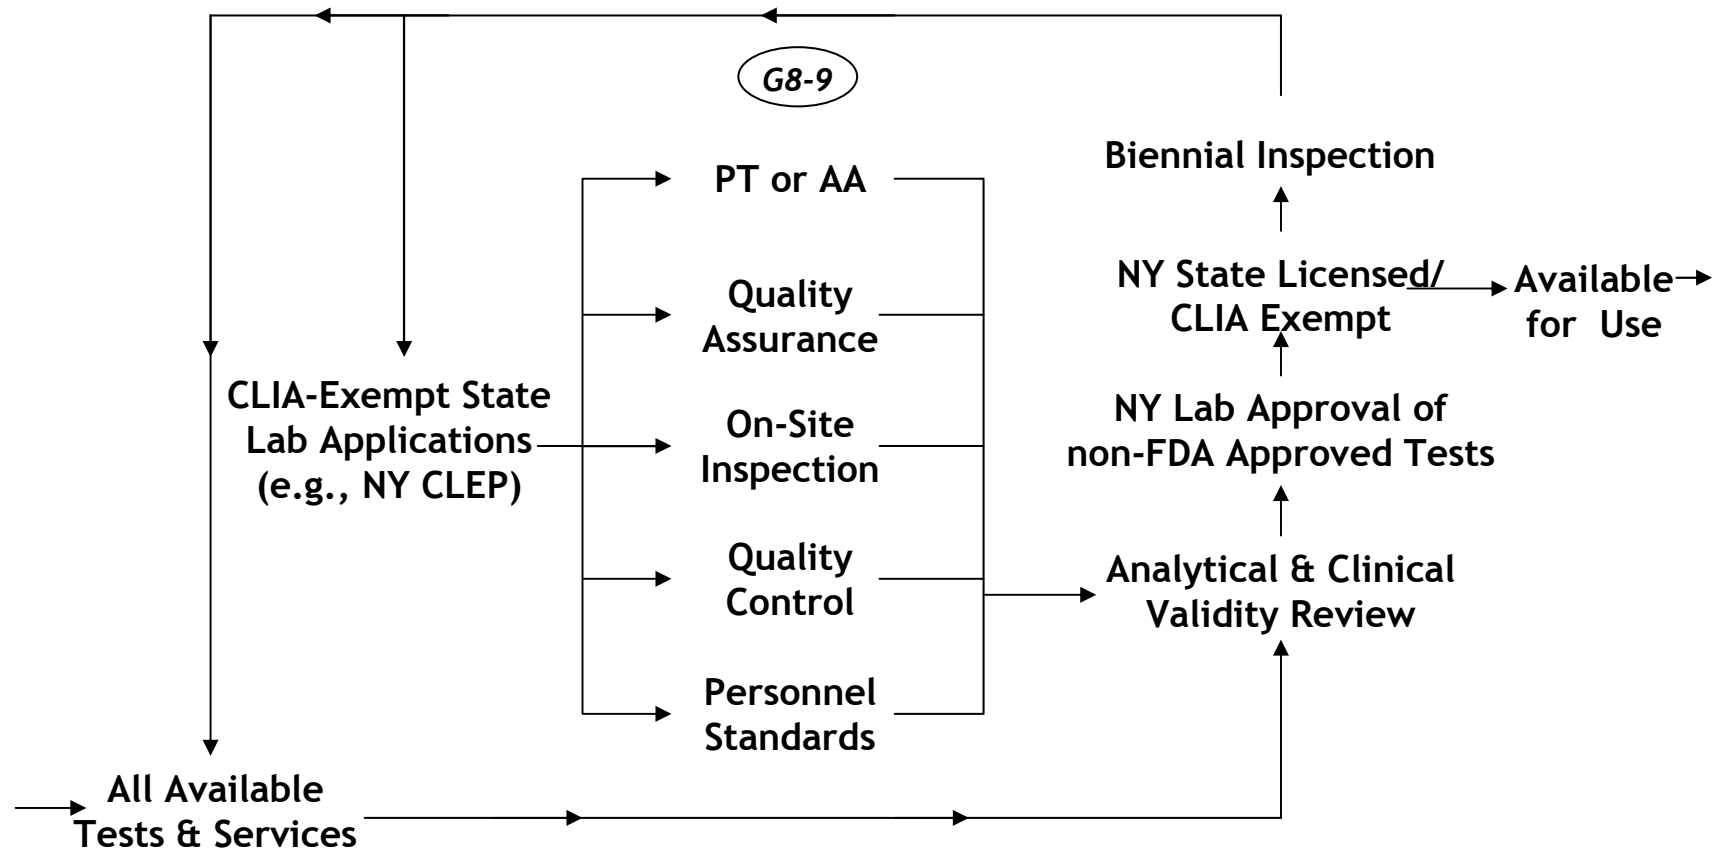 G8-9
Biennial Inspection
PT or AA
NY State Licensed/
CLIA Exempt
Available
for Use
Quality
Assurance
CLIA-Exempt State
Lab Applications
(e.g., NY CLEP)
On-Site
Inspection
NY Lab Approval of
non-FDA Approved Tests
Quality
Control
Analytical & Clinical
Validity Review
Personnel
Standards
All Available
Tests & Services